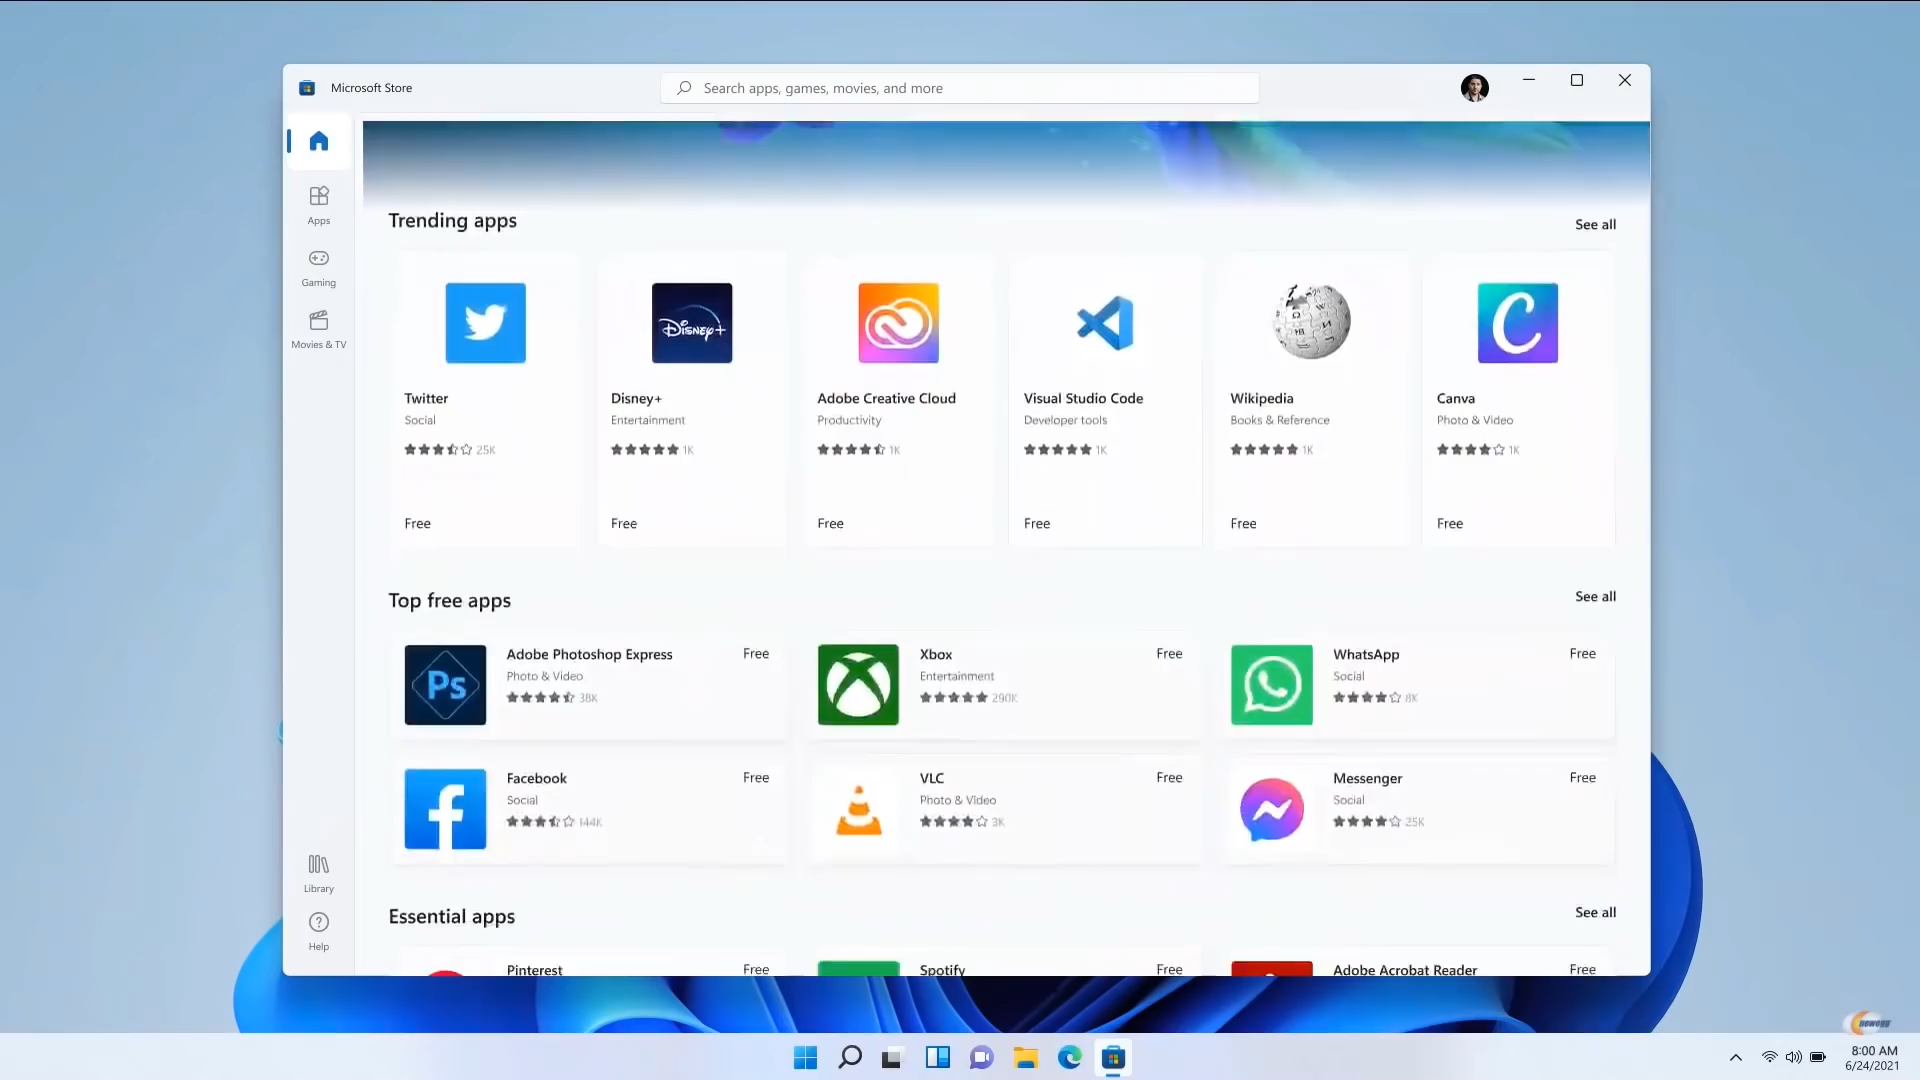 Microsoft Store
Search apps, games, movies, and more
Apps
Gaming
Movies & TV
Library
Help
Trending apps
See all
Disney+
Twitter
Social
25K
Free
Disney+
Entertainment
1K
Free
Adobe Creative Cloud
Productivity
1K
Free
Visual Studio Code
Developer tools
1K
Free
Wikipedia
Books & Reference
1K
Free
C
Canva
Photo & Video
1K
Free
Top free apps
See all
Ps
Adobe Photoshop Express
Free
Photo & Video
38K
Xbox
Free
Entertainment
290K
WhatsApp
Free
Social
8K
f
Facebook
Free
Social
144K
VLC
Free
Photo & Video
3K
Messenger
Free
Social
25K
Essential apps
See all
Pinterest
Free
Spotify
Free
Adobe Acrobat Reader
Free
newegg
8:00 AM
6/24/2021